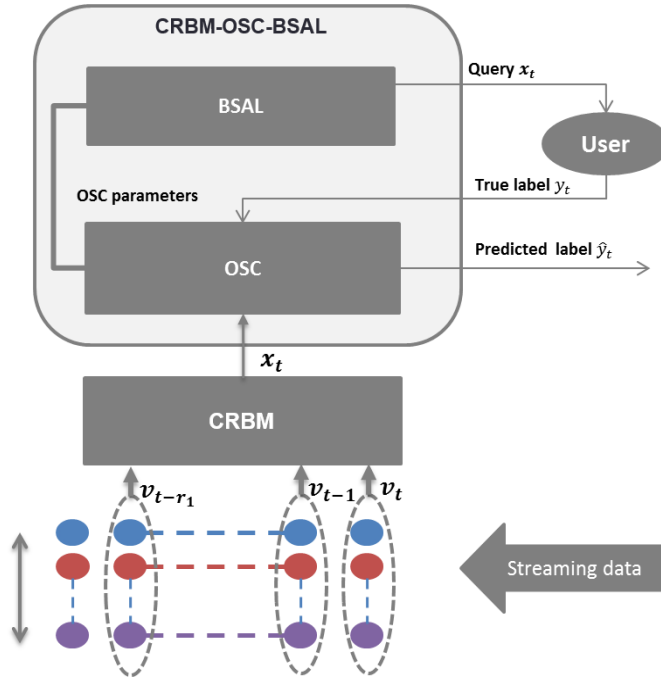 CRBM-OSC-BSAL
Query x_t
BSAL
User
True label y_t
OSC parameters
Predicted label ŷ_t
OSC
x_t
CRBM
v_{t-r_1}
v_{t-1}
v_t
Streaming data